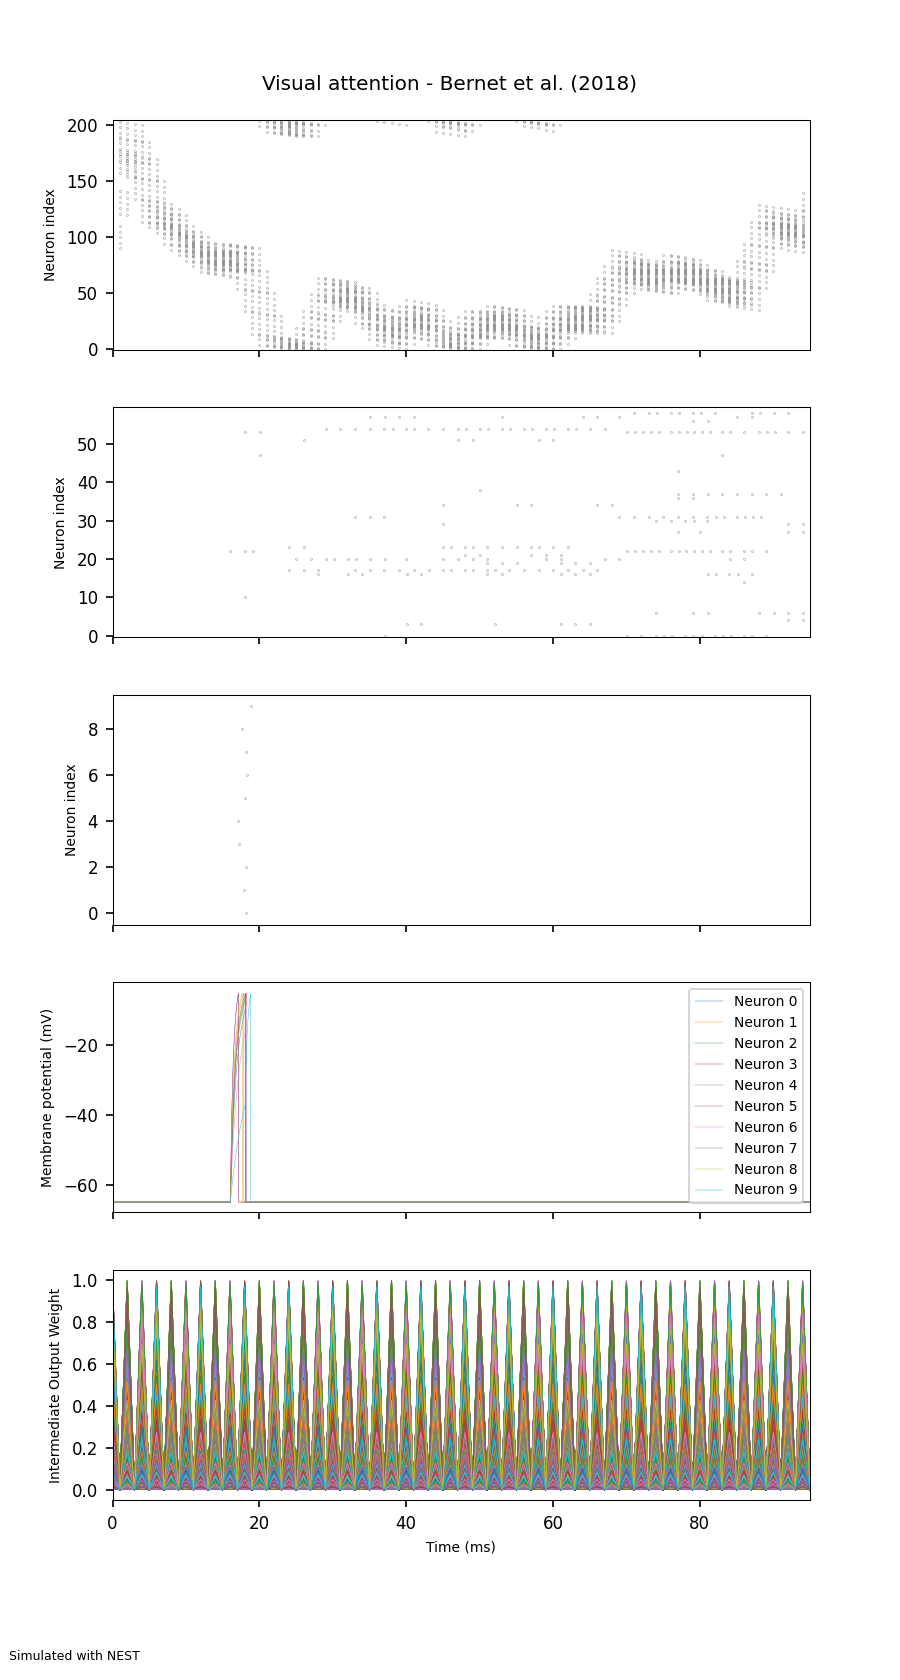 Visual attention - Bernet et al. (2018)
200
150
100
50
0
Neuron index
50
40
30
20
10
0
Neuron index
8
6
4
2
0
Neuron index
−20
−40
−60
Membrane potential (mV)
Neuron 0
Neuron 1
Neuron 2
Neuron 3
Neuron 4
Neuron 5
Neuron 6
Neuron 7
Neuron 8
Neuron 9
1.0
0.8
0.6
0.4
0.2
0.0
Intermediate Output Weight
0 20 40 60 80
Time (ms)
Simulated with NEST